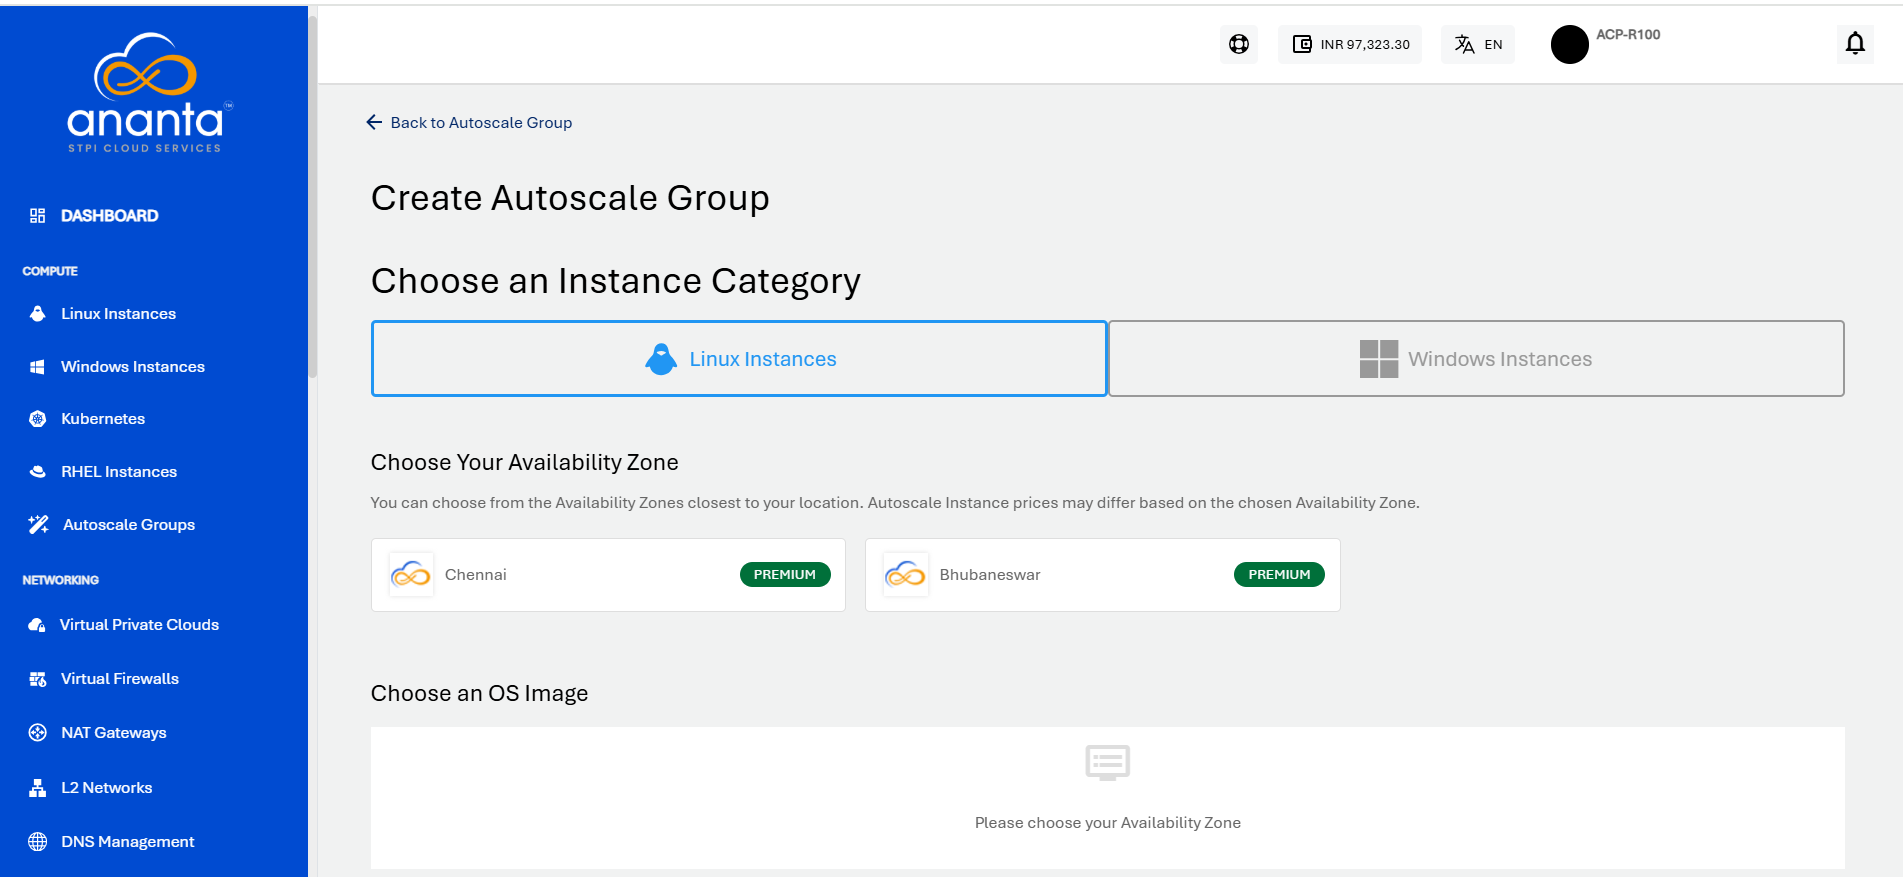 ananta
TM
STPI CLOUD SERVICES
DASHBOARD
COMPUTE
Linux Instances
Windows Instances
Kubernetes
RHEL Instances
Autoscale Groups
NETWORKING
Virtual Private Clouds
Virtual Firewalls
NAT Gateways
L2 Networks
DNS Management
INR 97,323.30
EN
ACP-R100
Back to Autoscale Group
Create Autoscale Group
Choose an Instance Category
Linux Instances
Windows Instances
Choose Your Availability Zone
You can choose from the Availability Zones closest to your location. Autoscale Instance prices may differ based on the chosen Availability Zone.
Chennai PREMIUM
Bhubaneswar PREMIUM
Choose an OS Image
Please choose your Availability Zone